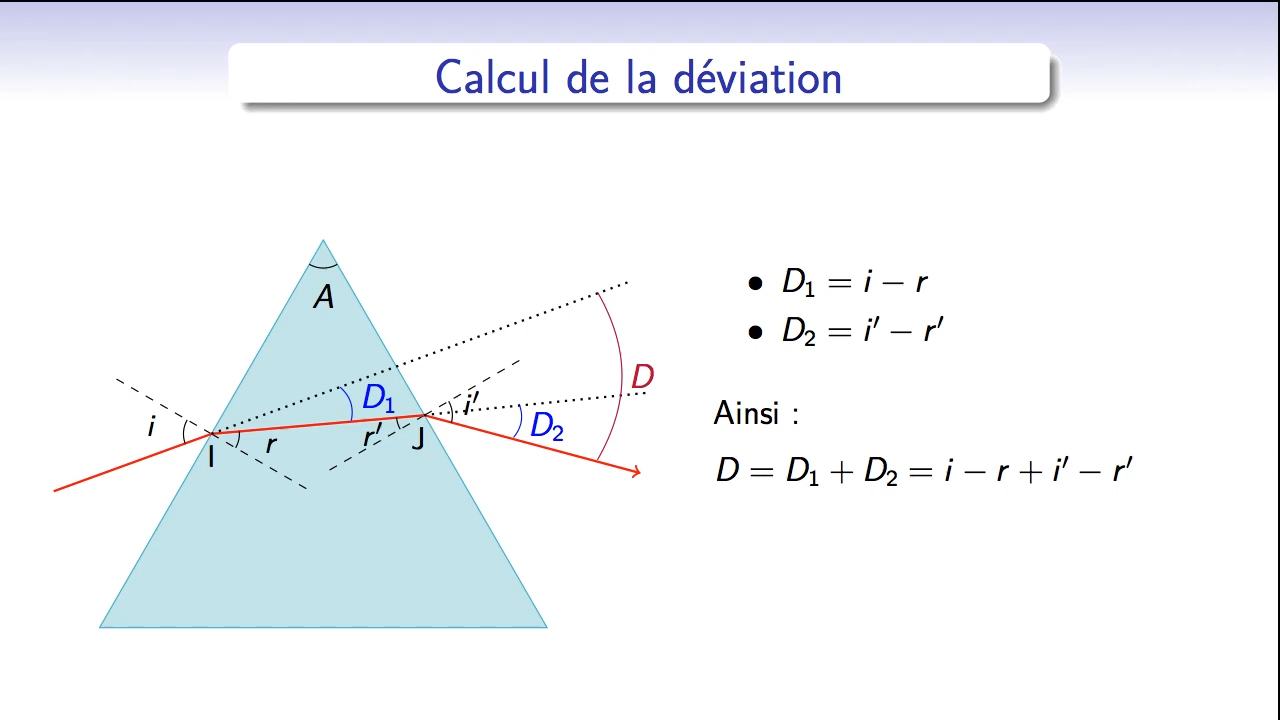 Calcul de la déviation
A
i
I
r
D₁
r′
J
i′
D₂
D
• D₁ = i − r
• D₂ = i′ − r′
Ainsi :
D = D₁ + D₂ = i − r + i′ − r′